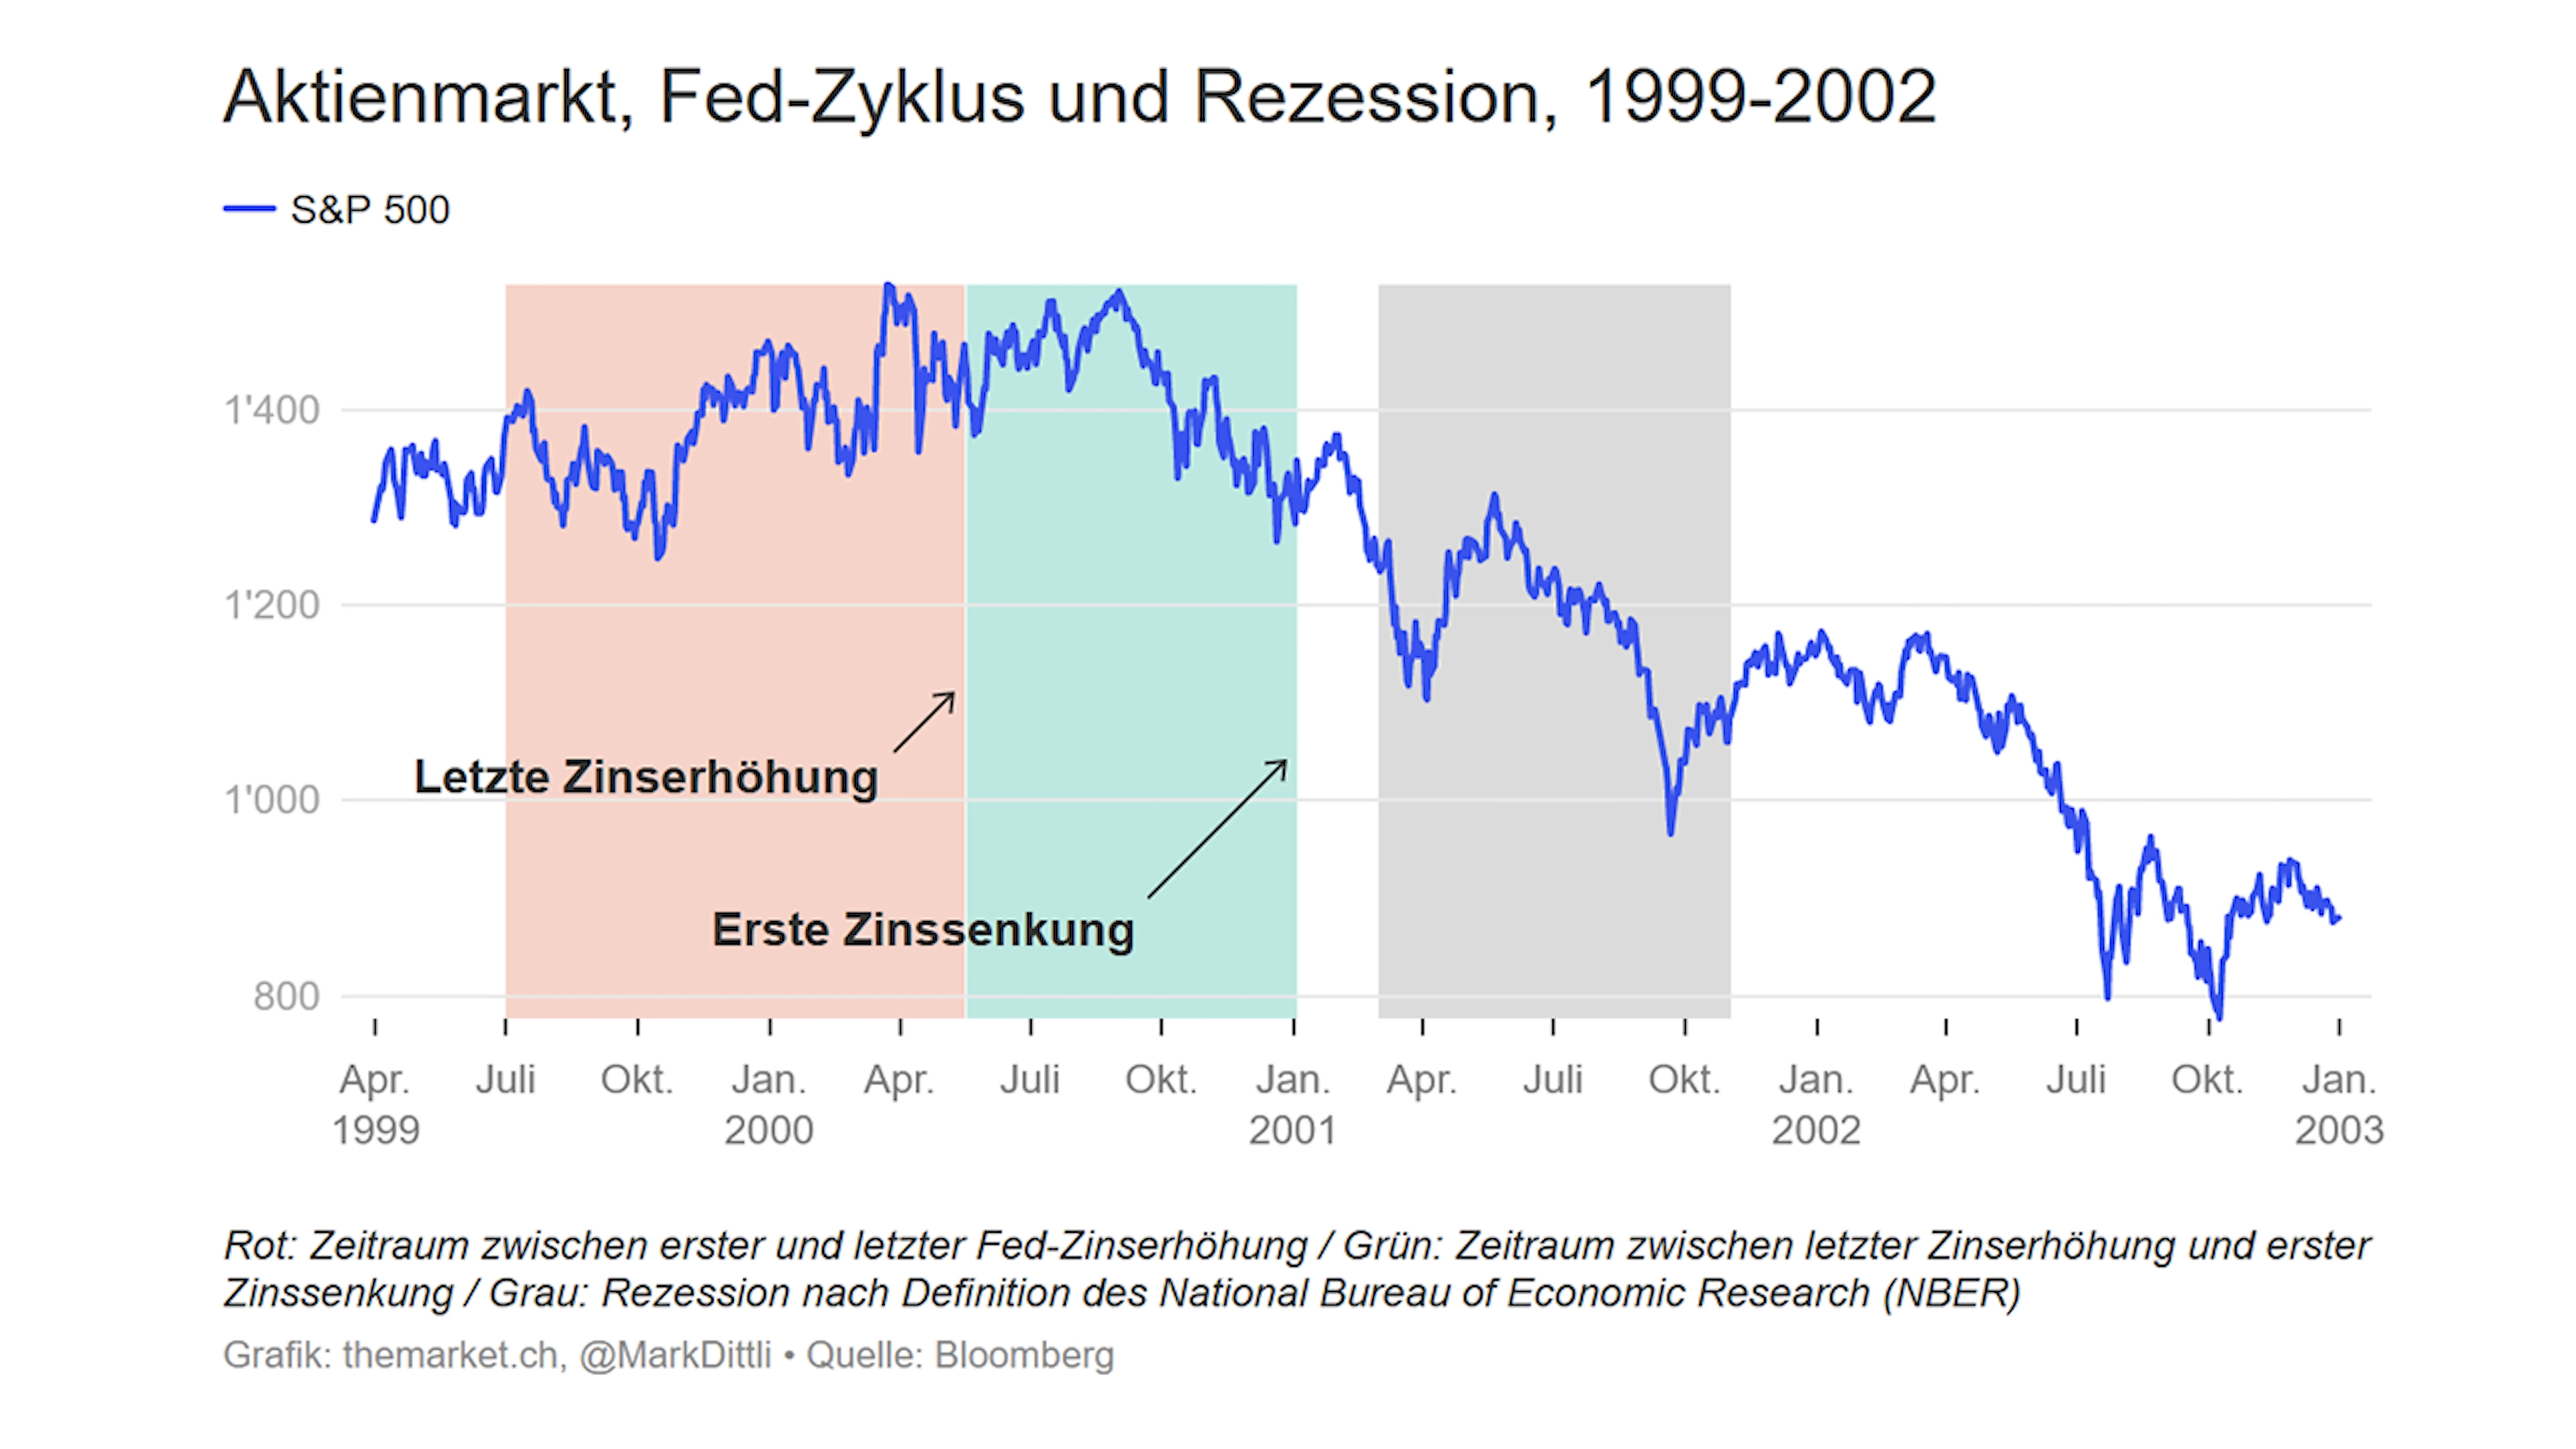 Aktienmarkt, Fed-Zyklus und Rezession, 1999-2002
S&P 500
1'400
1'200
1'000
800
Letzte Zinserhöhung
Erste Zinssenkung
Apr. Juli Okt. Jan. Apr. Juli Okt. Jan. Apr. Juli Okt. Jan. Apr. Juli Okt. Jan.
1999 2000 2001 2002 2003
Rot: Zeitraum zwischen erster und letzter Fed-Zinserhöhung / Grün: Zeitraum zwischen letzter Zinserhöhung und erster
Zinssenkung / Grau: Rezession nach Definition des National Bureau of Economic Research (NBER)
Grafik: themarket.ch, @MarkDittli • Quelle: Bloomberg